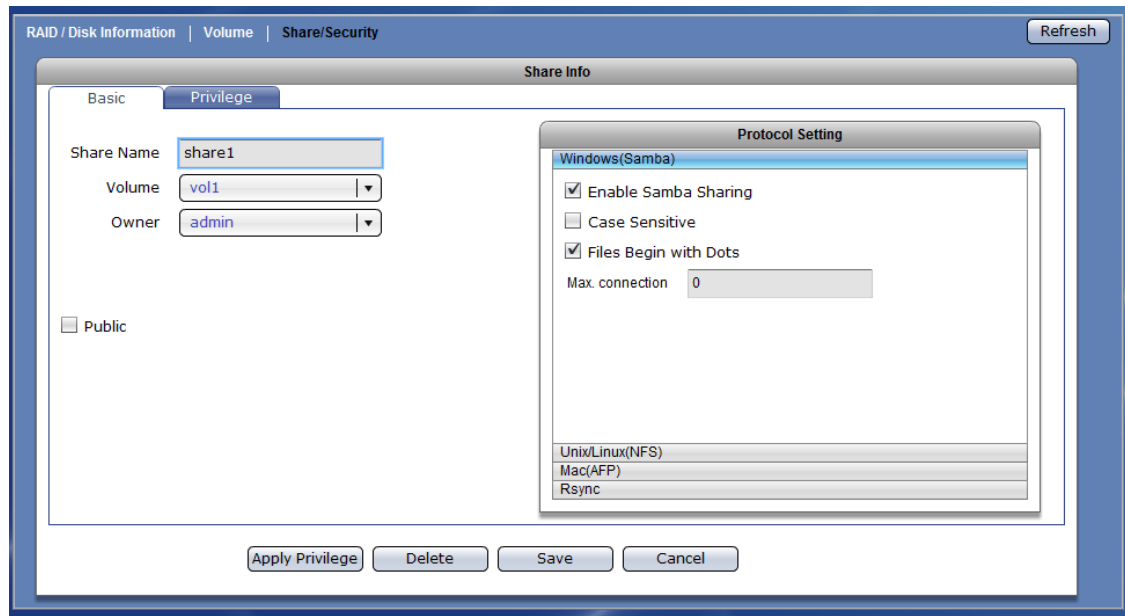 RAID / Disk Information | Volume | Share/Security
Refresh
Share Info
Basic
Privilege
Share Name share1
Volume vol1
Owner admin
Public
Protocol Setting
Windows(Samba)
Enable Samba Sharing
Case Sensitive
Files Begin with Dots
Max. connection 0
Unix/Linux(NFS)
Mac(AFP)
Rsync
Apply Privilege Delete Save Cancel